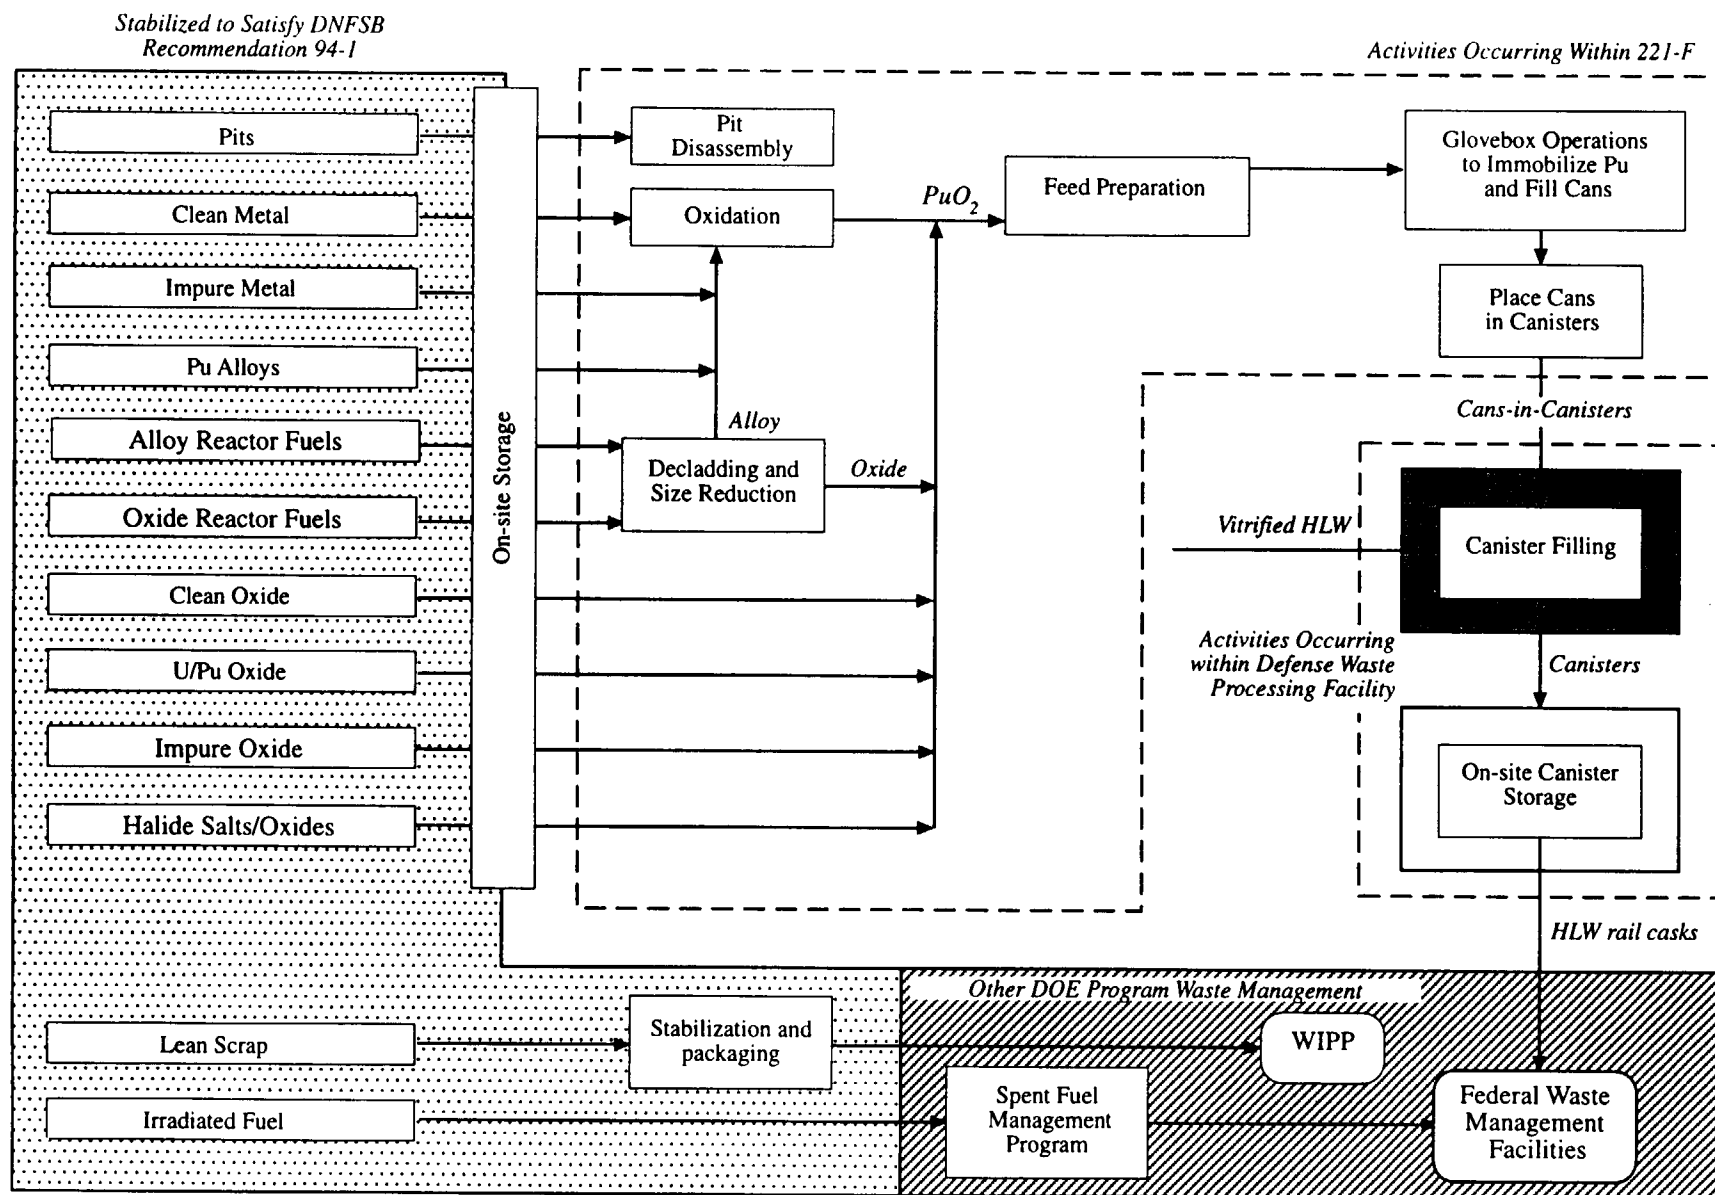 Stabilized to Satisfy DNFSB
Recommendation 94-1
Activities Occurring Within 221-F
Pits
Clean Metal
Impure Metal
Pu Alloys
Alloy Reactor Fuels
Oxide Reactor Fuels
Clean Oxide
U/Pu Oxide
Impure Oxide
Halide Salts/Oxides
Lean Scrap
Irradiated Fuel
On-site Storage
Pit
Disassembly
Oxidation
Alloy
Decladding and
Size Reduction
Oxide
PuO2
Feed Preparation
Glovebox Operations
to Immobilize Pu
and Fill Cans
Place Cans
in Canisters
Cans-in-Canisters
Vitrified HLW
Canister Filling
Activities Occurring
within Defense Waste
Processing Facility
Canisters
On-site Canister
Storage
HLW rail casks
Other DOE Program Waste Management
Stabilization and
packaging
WIPP
Spent Fuel
Management
Program
Federal Waste
Management
Facilities